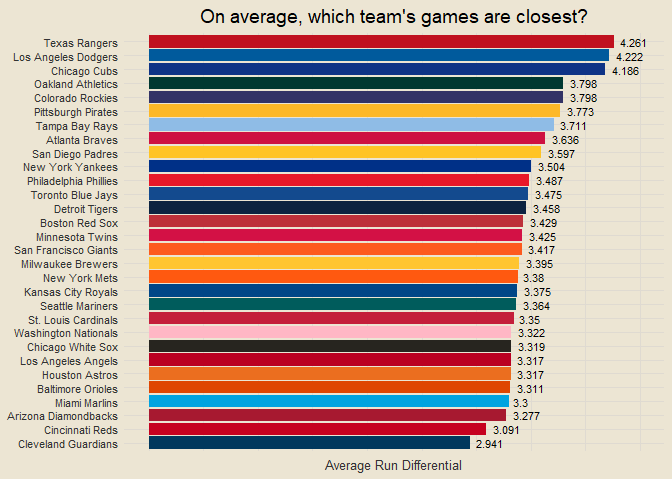 On average, which team's games are closest?
Texas Rangers 4.261
Los Angeles Dodgers 4.222
Chicago Cubs 4.186
Oakland Athletics 3.798
Colorado Rockies 3.798
Pittsburgh Pirates 3.773
Tampa Bay Rays 3.711
Atlanta Braves 3.636
San Diego Padres 3.597
New York Yankees 3.504
Philadelphia Phillies 3.487
Toronto Blue Jays 3.475
Detroit Tigers 3.458
Boston Red Sox 3.429
Minnesota Twins 3.425
San Francisco Giants 3.417
Milwaukee Brewers 3.395
New York Mets 3.38
Kansas City Royals 3.375
Seattle Mariners 3.364
St. Louis Cardinals 3.35
Washington Nationals 3.322
Chicago White Sox 3.319
Los Angeles Angels 3.317
Houston Astros 3.317
Baltimore Orioles 3.311
Miami Marlins 3.3
Arizona Diamondbacks 3.277
Cincinnati Reds 3.091
Cleveland Guardians 2.941
Average Run Differential